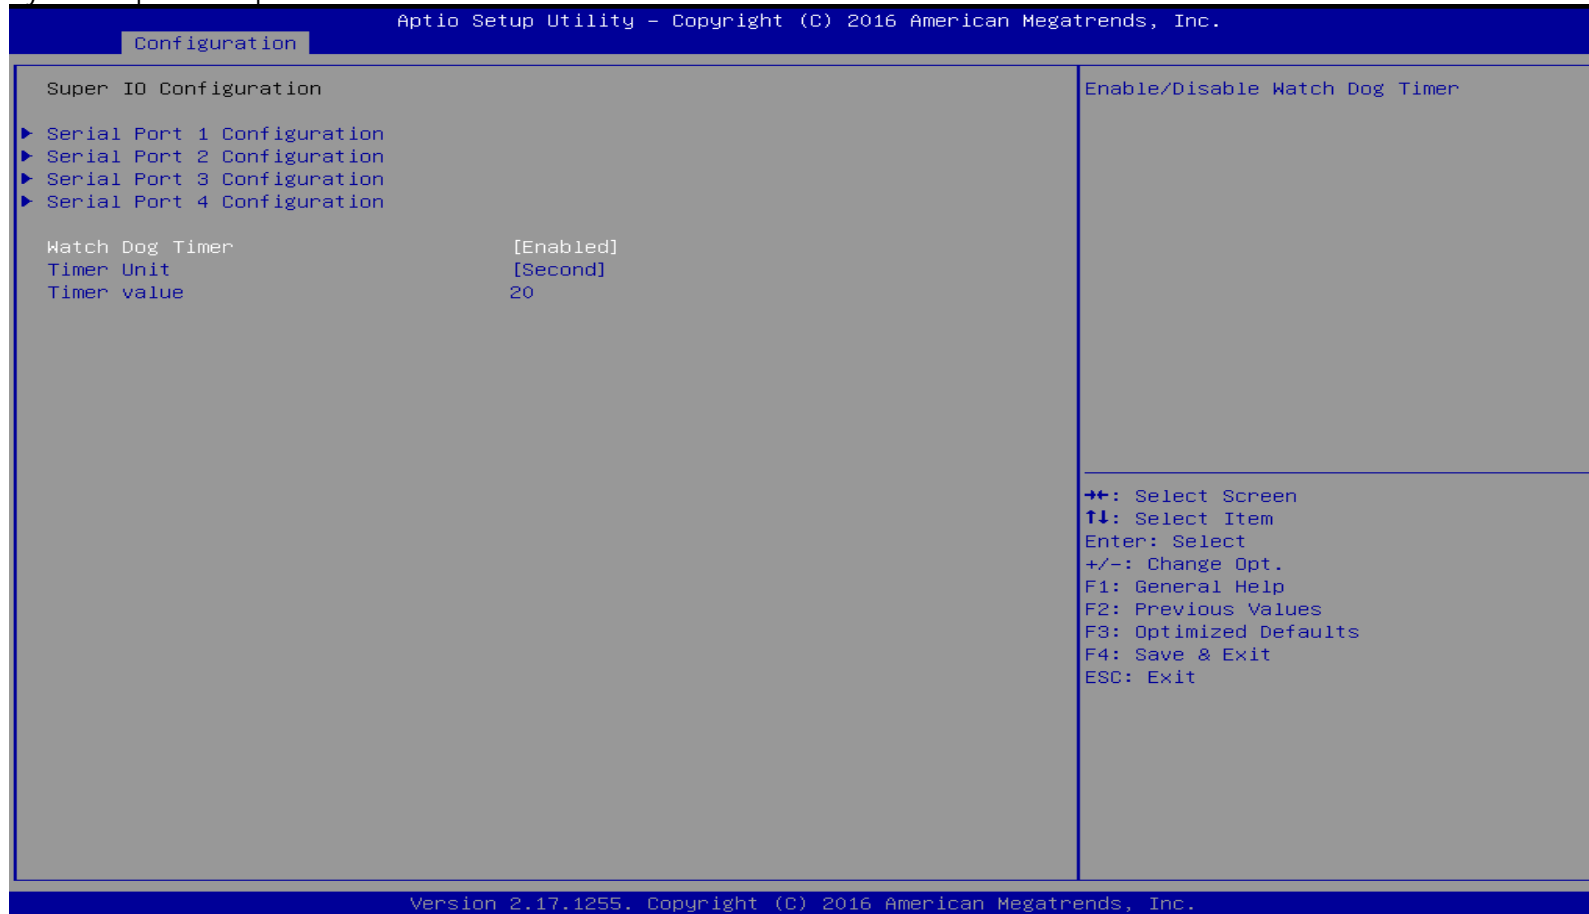 Aptio Setup Utility – Copyright (C) 2016 American Megatrends, Inc.
Configuration
Super IO Configuration
Serial Port 1 Configuration
Serial Port 2 Configuration
Serial Port 3 Configuration
Serial Port 4 Configuration
Watch Dog Timer [Enabled]
Timer Unit [Second]
Timer value 20
Enable/Disable Watch Dog Timer
→←: Select Screen
↑↓: Select Item
Enter: Select
+/-: Change Opt.
F1: General Help
F2: Previous Values
F3: Optimized Defaults
F4: Save & Exit
ESC: Exit
Version 2.17.1255. Copyright (C) 2016 American Megatrends, Inc.